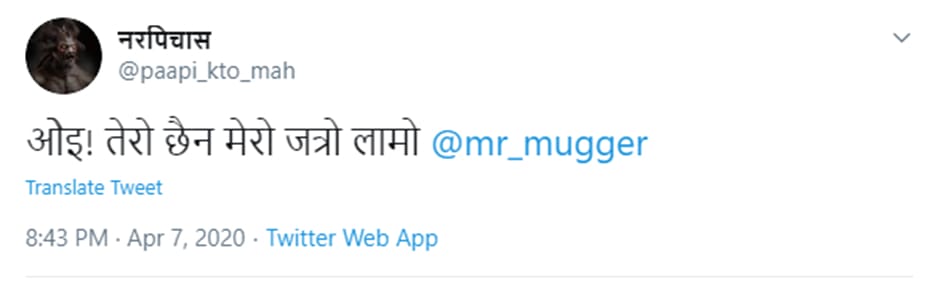 नरपिचास
@paapi_kto_mah
ओइ! तेरो छैन मेरो जत्रो लामो @mr_mugger
Translate Tweet
8:43 PM · Apr 7, 2020 · Twitter Web App